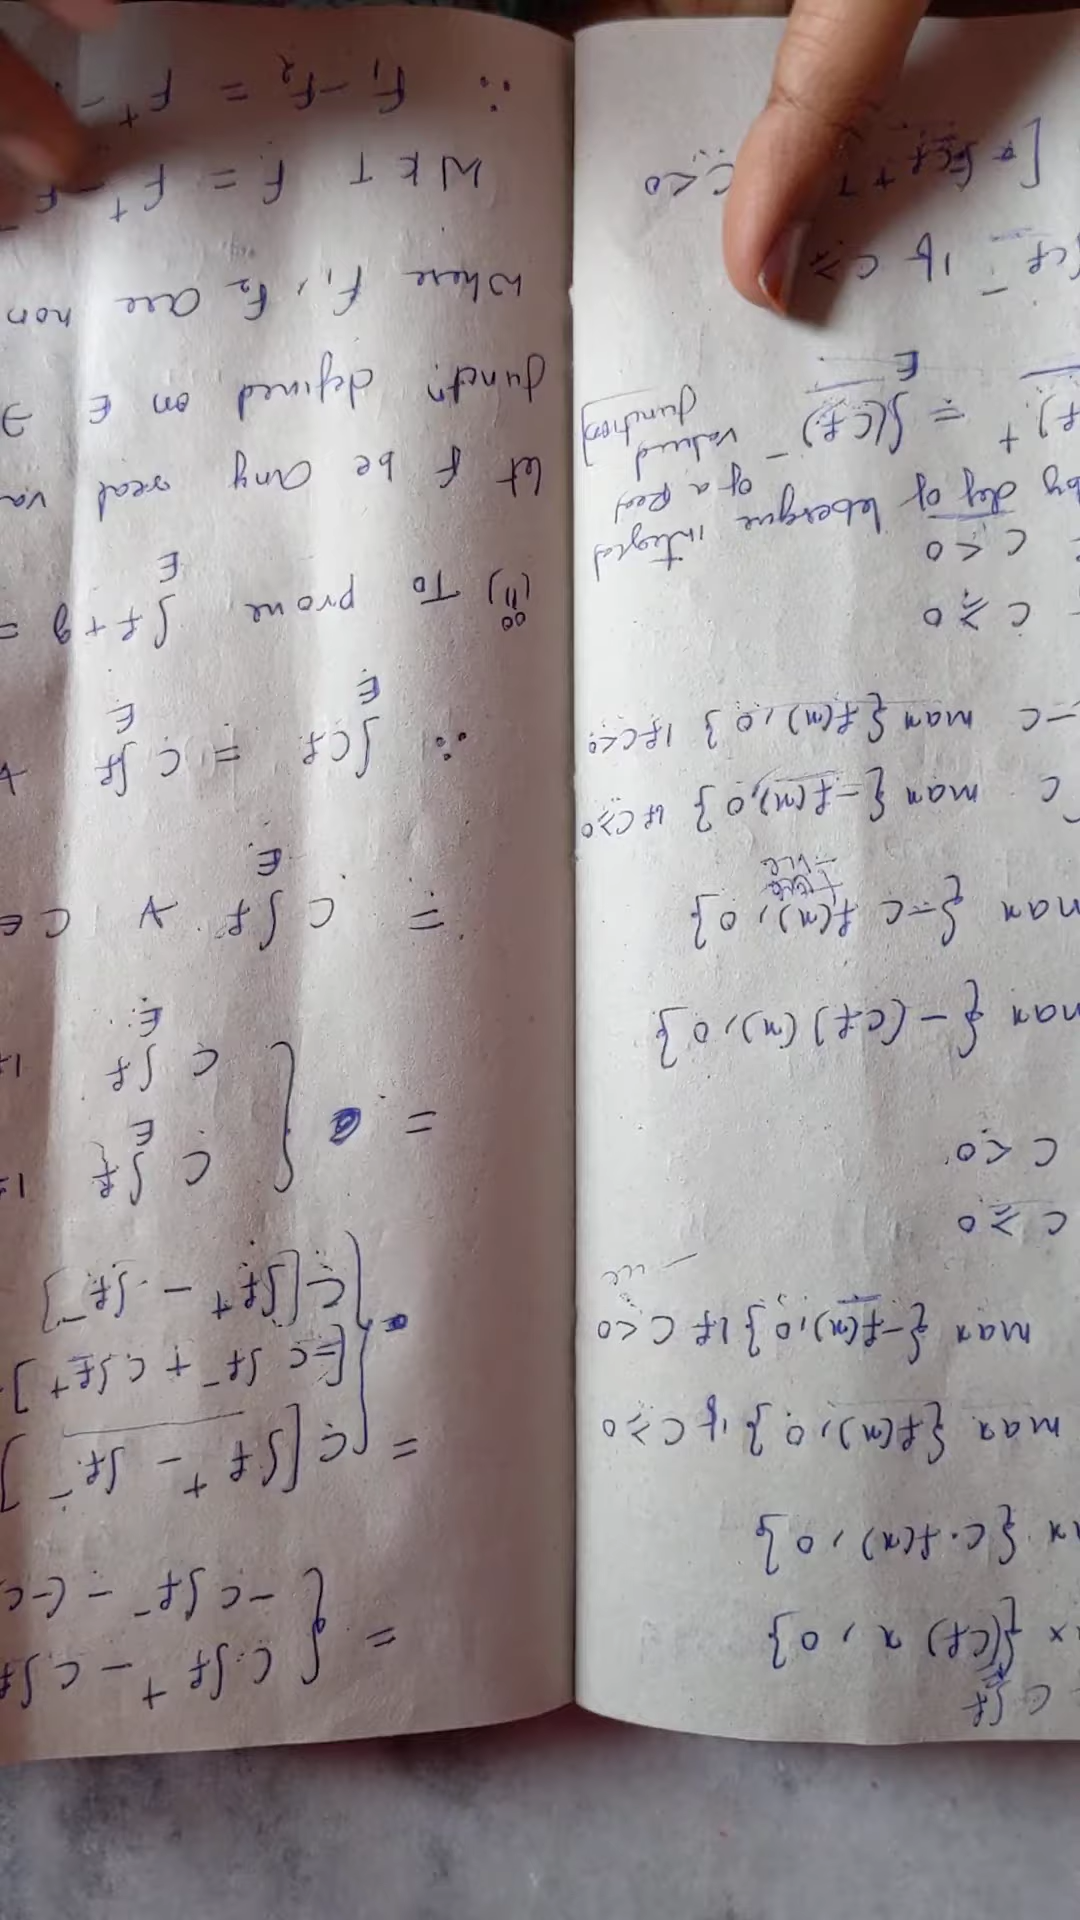 C∫f
{(cf) x, 0}
{c·f(x), 0}
max {f(x), 0} if C≥0
max {-f(x), 0} if C<0
-ve
C≥0
C<0
max {-(cf)(x), 0}
max {-c f(x), 0}
C max {-f(x), 0} if C≥0
-C max {f(x), 0} if C<0
C≥0
C<0
by def of lebesgue integral
of a Real
valued
function]
= ∫(cf)⁻
E
if C≥
C<0
= { C∫f⁺ - C∫f
-C∫f⁻ - (-C
= { C[∫f⁺ - ∫f⁻]
[-C∫f⁻ + C∫f⁺]
C[∫f⁺ - ∫f⁻]
= { C∫f
E
C∫f
E
= C∫f ∀ C ∈
E
∴ ∫Cf = C∫f ∀
E E
(ii) To prove ∫f+g =
E
let f be any real va
functn defined on E ∋
where f₁, f₂ are non
WKT f = f⁺ - f⁻
∴ f₁ - f₂ = f⁺ -